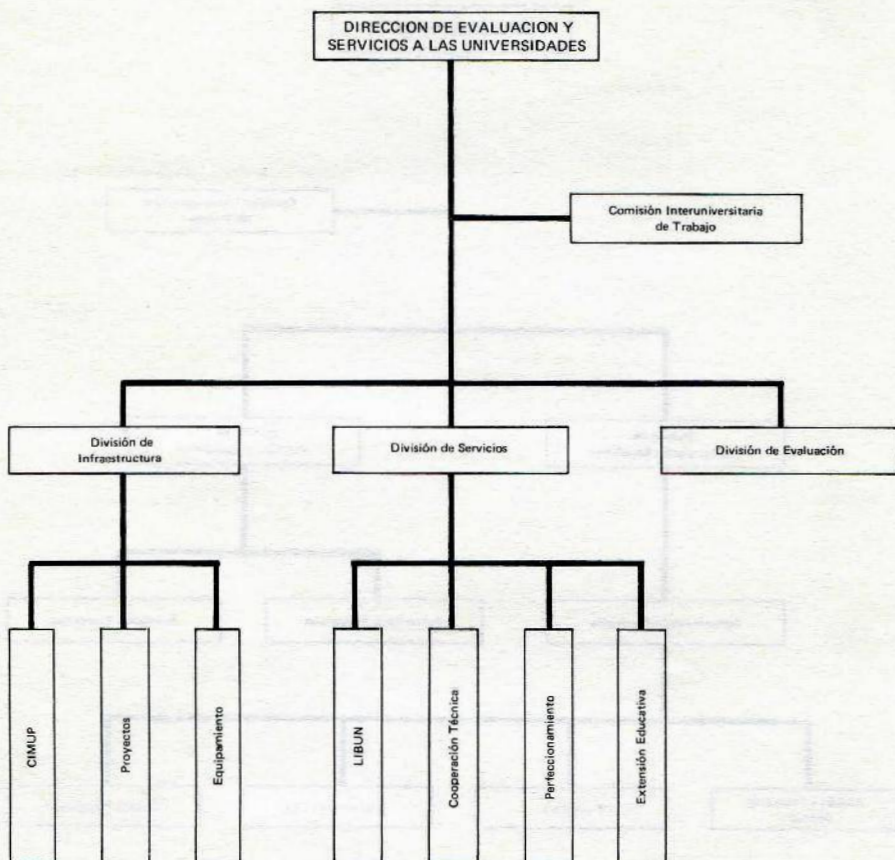 DIRECCION DE EVALUACION Y
SERVICIOS A LAS UNIVERSIDADES
Comisión Interuniversitaria
de Trabajo
División de
Infraestructura
División de Servicios
División de Evaluación
CIMUP
Proyectos
Equipamiento
LIBUN
Cooperación Técnica
Perfeccionamiento
Extensión Educativa